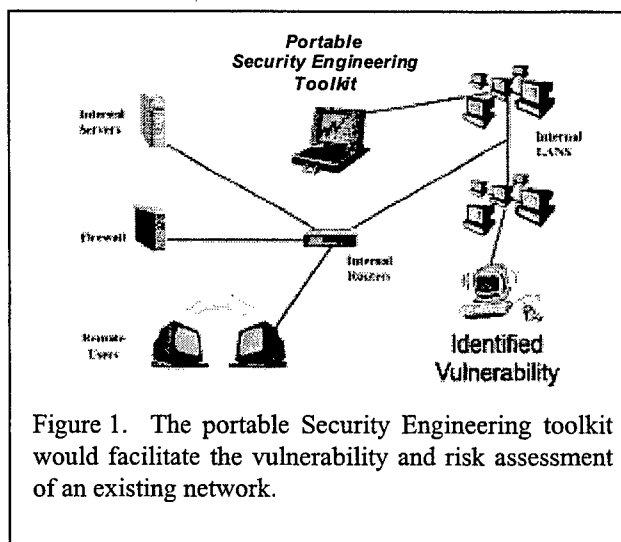 Portable
Security Engineering
Toolkit
Internal
Servers
Internal
LANS
Firewall
Internal
Routers
Remote
Users
Identified
Vulnerability
Figure 1. The portable Security Engineering toolkit
would facilitate the vulnerability and risk assessment
of an existing network.